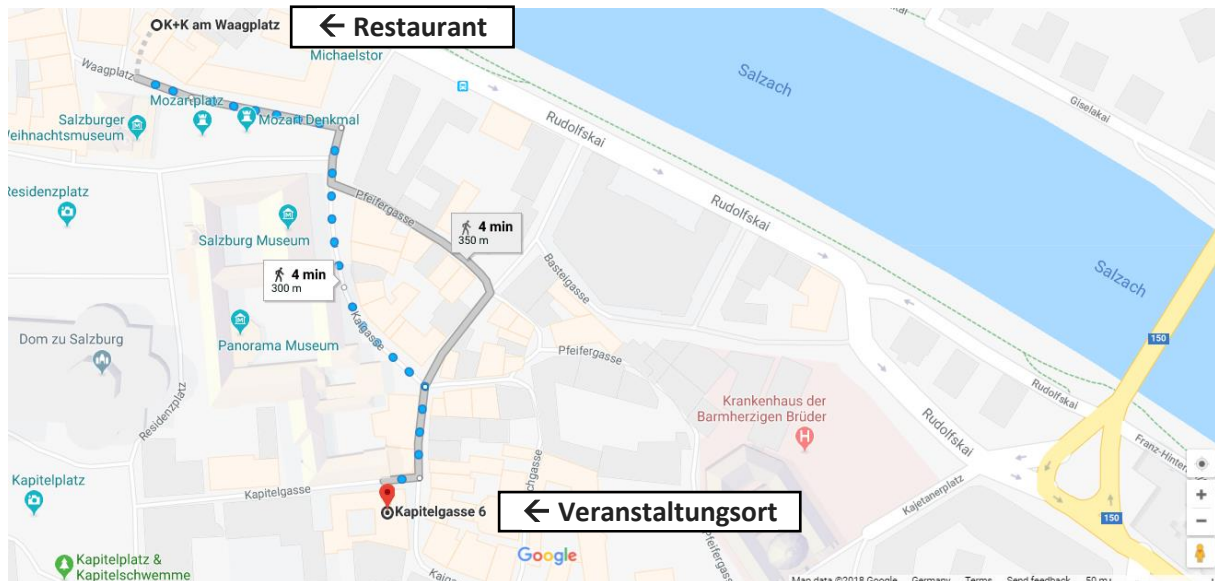 K+K am Waagplatz
← Restaurant
Michaelstor
Waagplatz
Mozartplatz
Mozart Denkmal
Salzburger
Weihnachtsmuseum
Salzach
Giselakai
Rudolfskai
Residenzplatz
Pfeifergasse
4 min
350 m
Rudolfskai
Salzburg Museum
4 min
300 m
Basteigasse
Salzach
Kaigasse
Dom zu Salzburg
Panorama Museum
Pfeifergasse
150
Residenzplatz
Krankenhaus der
Barmherzigen Brüder
H
Rudolfskai
Rudolfskai
Kapitelplatz
Kapitelgasse
Kajetanerplatz
Kapitelgasse 6
← Veranstaltungsort
150
Pfeifergasse
Google
Kapitelplatz &
Kapitelschwemme
Map data ©2018 Google Germany Terms Send feedback 50 m